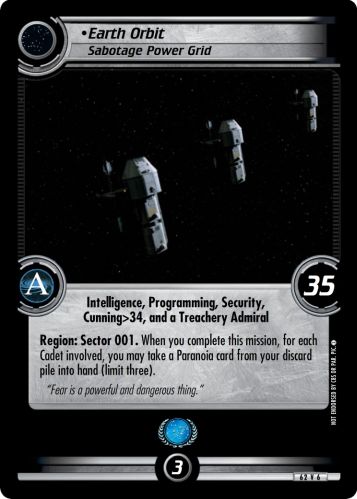 •Earth Orbit
Sabotage Power Grid
A
35
Intelligence, Programming, Security,
Cunning>34, and a Treachery Admiral
Region: Sector 001. When you complete this mission, for each
Cadet involved, you may take a Paranoia card from your discard
pile into hand (limit three).
"Fear is a powerful and dangerous thing."
NOT ENDORSED BY CBS OR PAR. PIC.
3
62 V 6